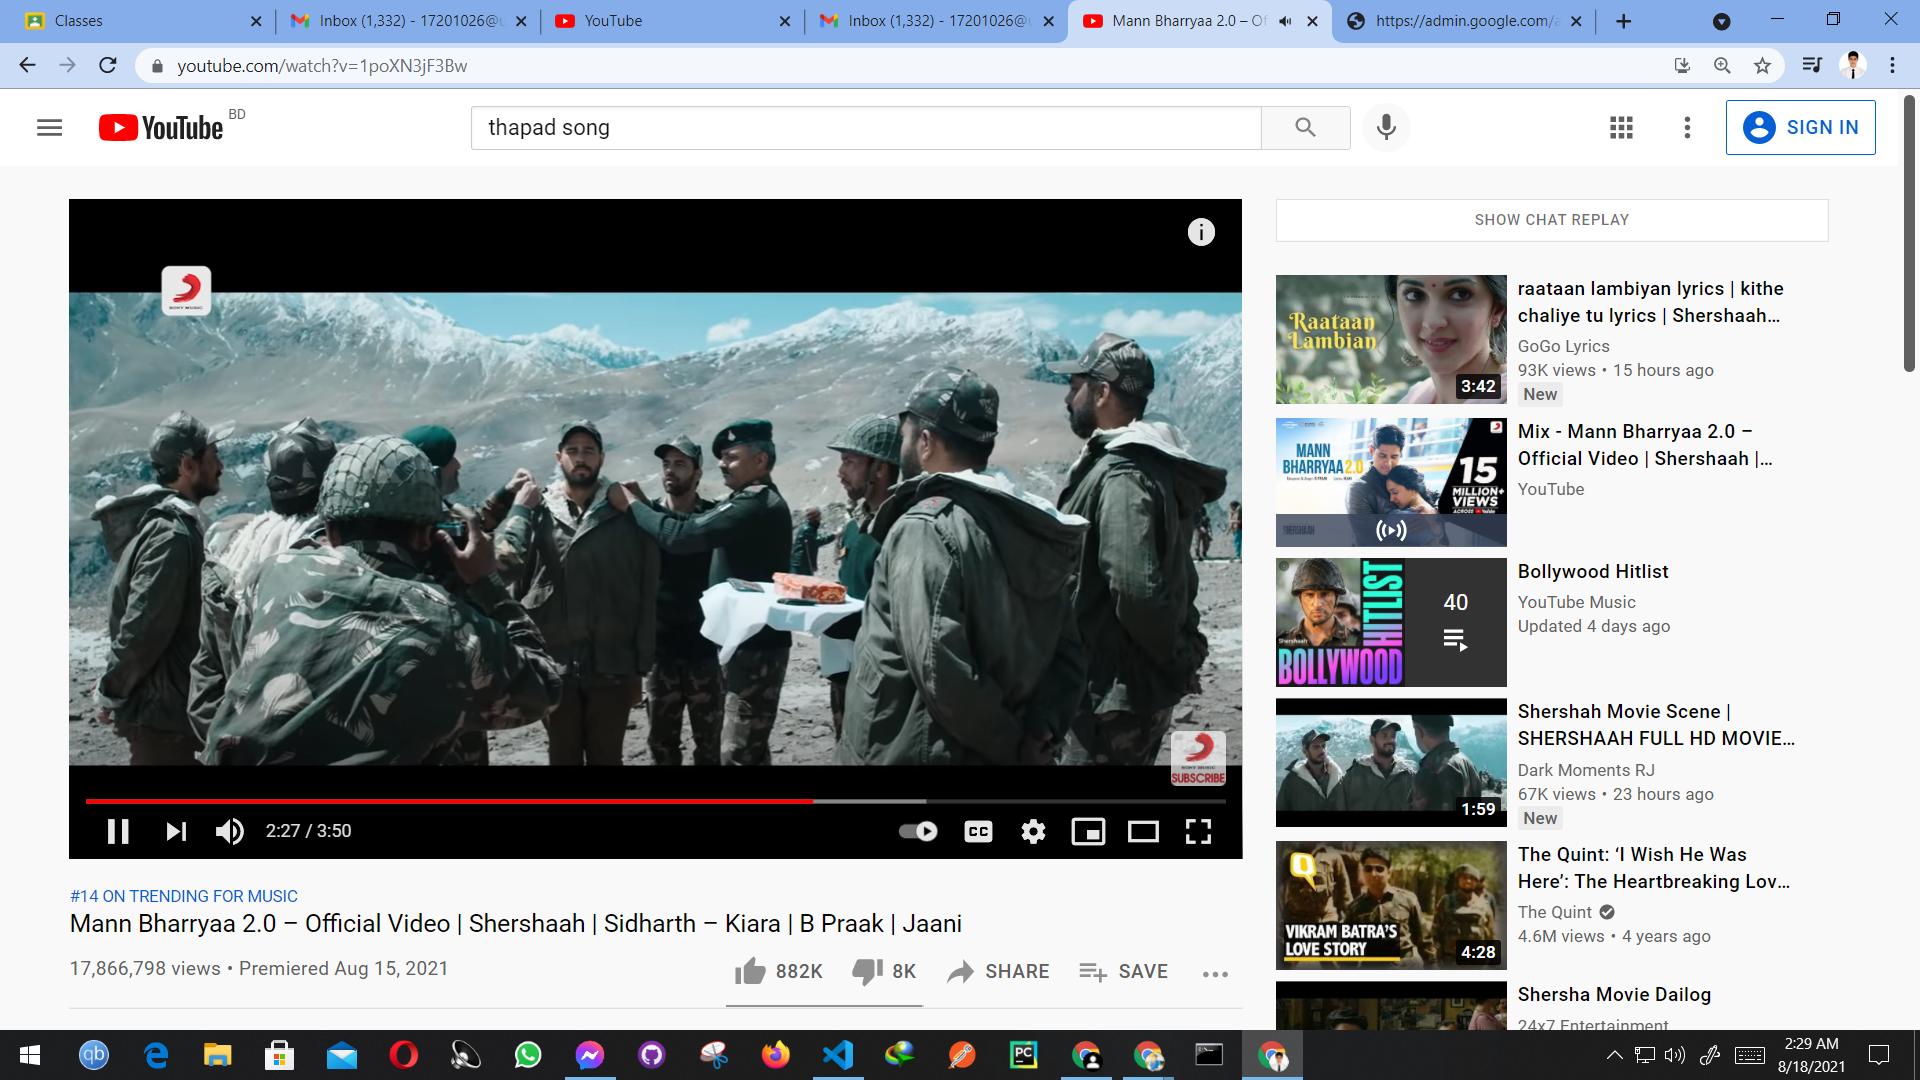 Classes
Inbox (1,332) - 17201026@u
YouTube
Inbox (1,332) - 17201026@u
Mann Bharryaa 2.0 – Of
https://admin.google.com/a
youtube.com/watch?v=1poXN3jF3Bw
YouTube BD
thapad song
SIGN IN
SONY MUSIC
SONY MUSIC
SUBSCRIBE
2:27 / 3:50
CC
#14 ON TRENDING FOR MUSIC
Mann Bharryaa 2.0 – Official Video | Shershaah | Sidharth – Kiara | B Praak | Jaani
17,866,798 views • Premiered Aug 15, 2021
882K
8K
SHARE
SAVE
SHOW CHAT REPLAY
Raataan
Lambian
3:42
raataan lambiyan lyrics | kithe
chaliye tu lyrics | Shershaah...
GoGo Lyrics
93K views • 15 hours ago
New
MANN
BHARRYAA 2.0
15
MILLION+
VIEWS
ACROSS YouTube
Mix - Mann Bharryaa 2.0 –
Official Video | Shershaah |...
YouTube
Shershaah
BOLLYWOOD
HITLIST
40
Bollywood Hitlist
YouTube Music
Updated 4 days ago
1:59
Shershah Movie Scene |
SHERSHAAH FULL HD MOVIE...
Dark Moments RJ
67K views • 23 hours ago
New
VIKRAM BATRA'S
LOVE STORY
4:28
The Quint: ‘I Wish He Was
Here’: The Heartbreaking Lov...
The Quint
4.6M views • 4 years ago
Shersha Movie Dailog
24x7 Entertainment
qb
PC
2:29 AM
8/18/2021